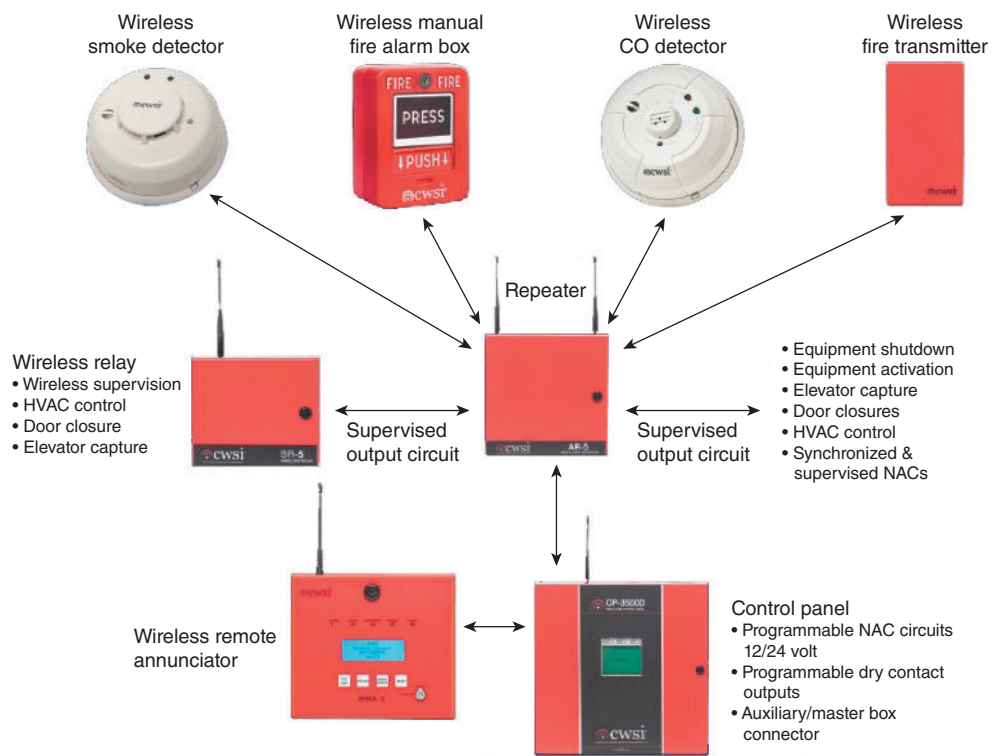 Wireless
smoke detector
Wireless manual
fire alarm box
Wireless
CO detector
Wireless
fire transmitter
cwsi
FIRE FIRE
PRESS
↓PUSH↓
cwsi
cwsi
cwsi
Repeater
Wireless relay
• Wireless supervision
• HVAC control
• Door closure
• Elevator capture
cwsi
SR-5
Supervised
output circuit
cwsi
AR-5
Supervised
output circuit
• Equipment shutdown
• Equipment activation
• Elevator capture
• Door closures
• HVAC control
• Synchronized &
supervised NACs
Wireless remote
annunciator
cwsi
CP-3500D
cwsi
Control panel
• Programmable NAC circuits
12/24 volt
• Programmable dry contact
outputs
• Auxiliary/master box
connector